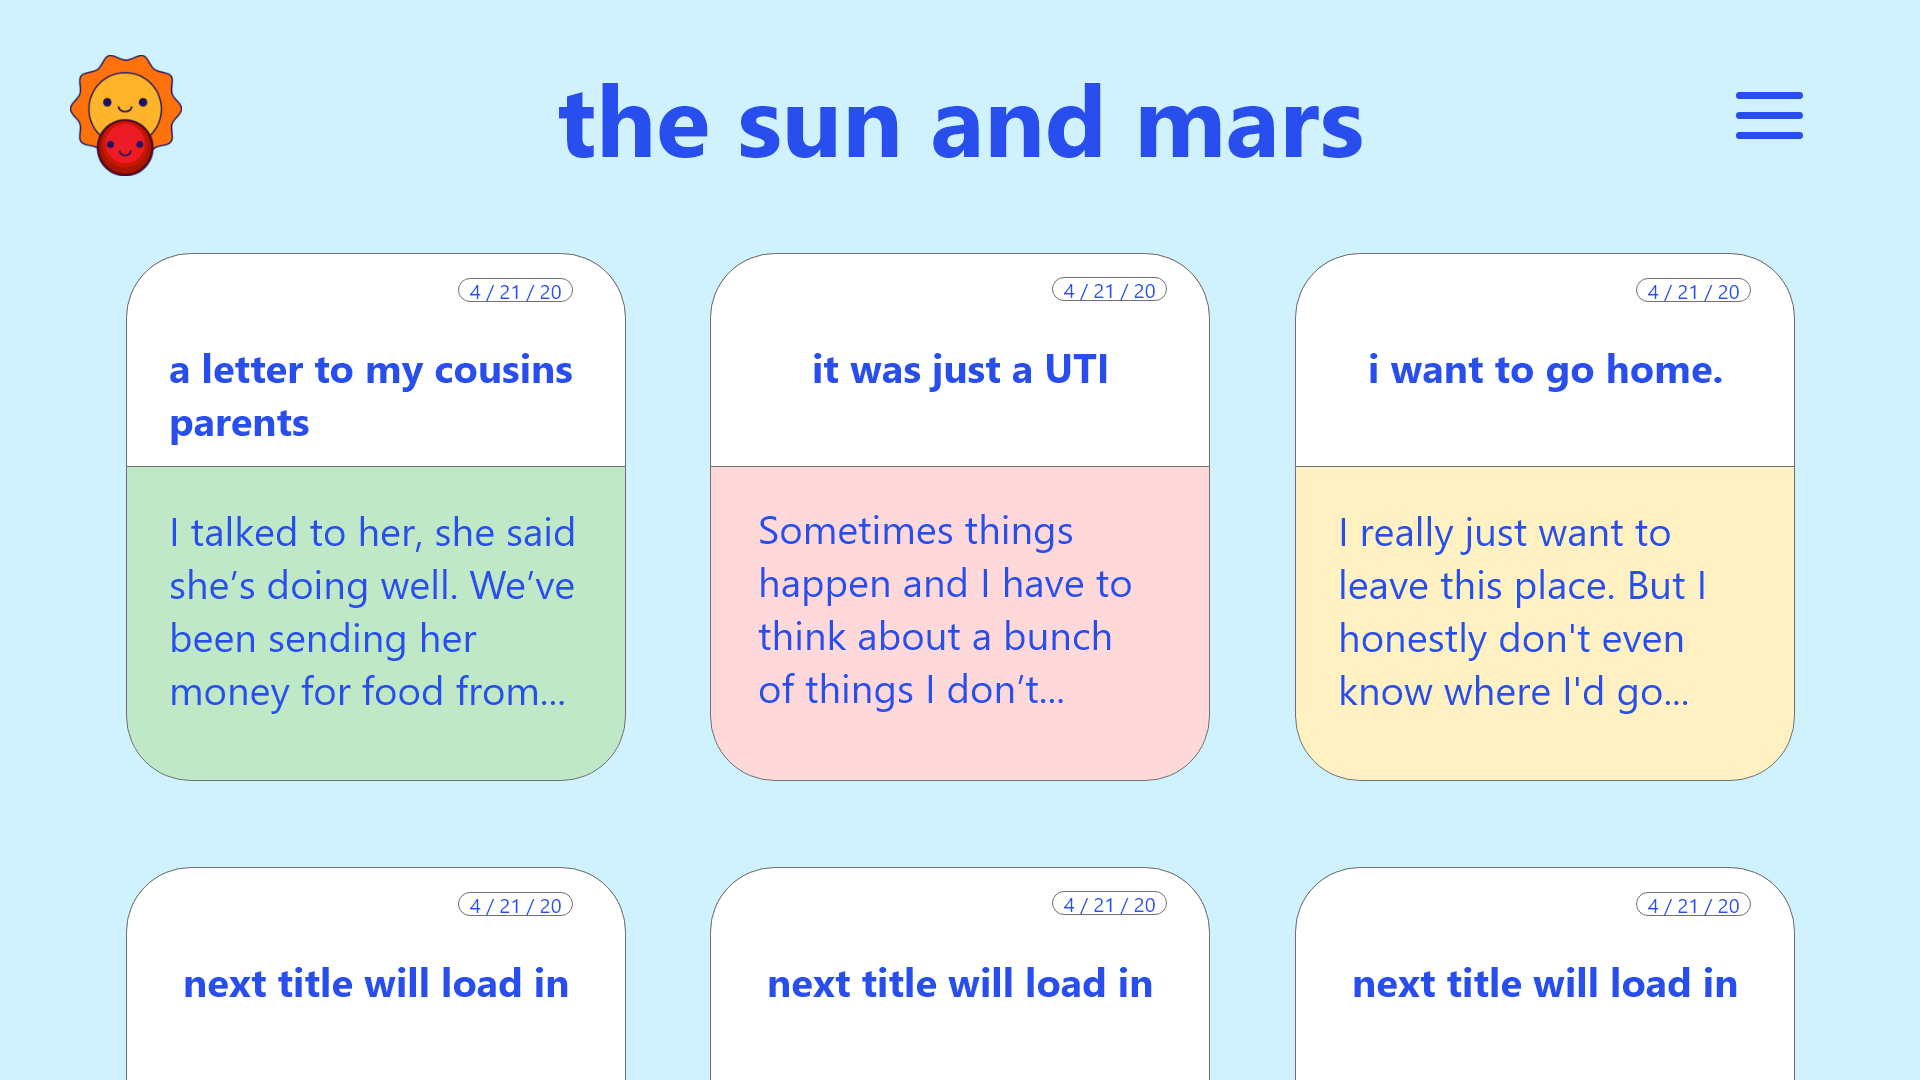 the sun and mars
4 / 21 / 20
a letter to my cousins
parents
I talked to her, she said
she’s doing well. We’ve
been sending her
money for food from...
4 / 21 / 20
it was just a UTI
Sometimes things
happen and I have to
think about a bunch
of things I don’t...
4 / 21 / 20
i want to go home.
I really just want to
leave this place. But I
honestly don't even
know where I'd go...
4 / 21 / 20
next title will load in
4 / 21 / 20
next title will load in
4 / 21 / 20
next title will load in